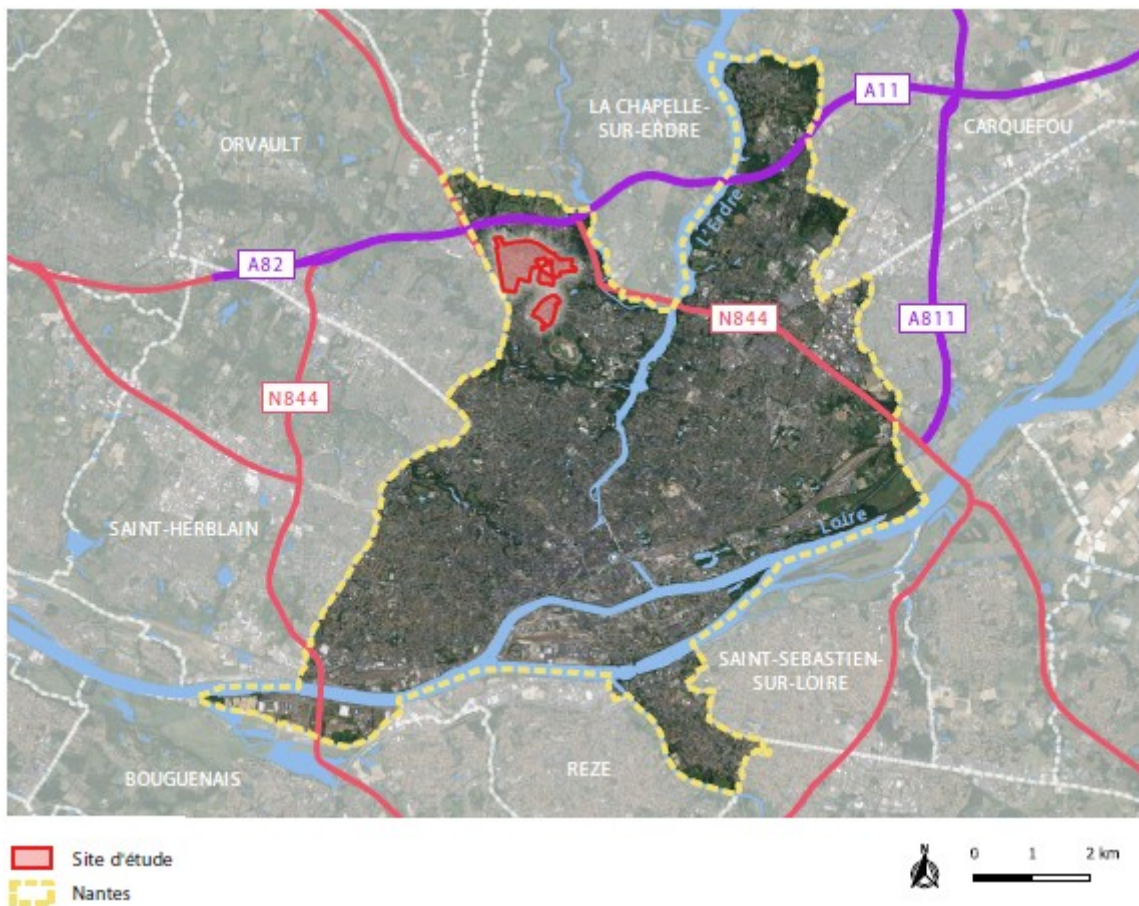 A11
LA CHAPELLE-
SUR-ERDRE
CARQUEFOU
ORVAULT
L'Erdre
A82
N844
A811
N844
SAINT-HERBLAIN
Loire
SAINT-SEBASTIEN-
SUR-LOIRE
REZE
BOUGUENAIS
Site d'étude
Nantes
N
0 1 2 km